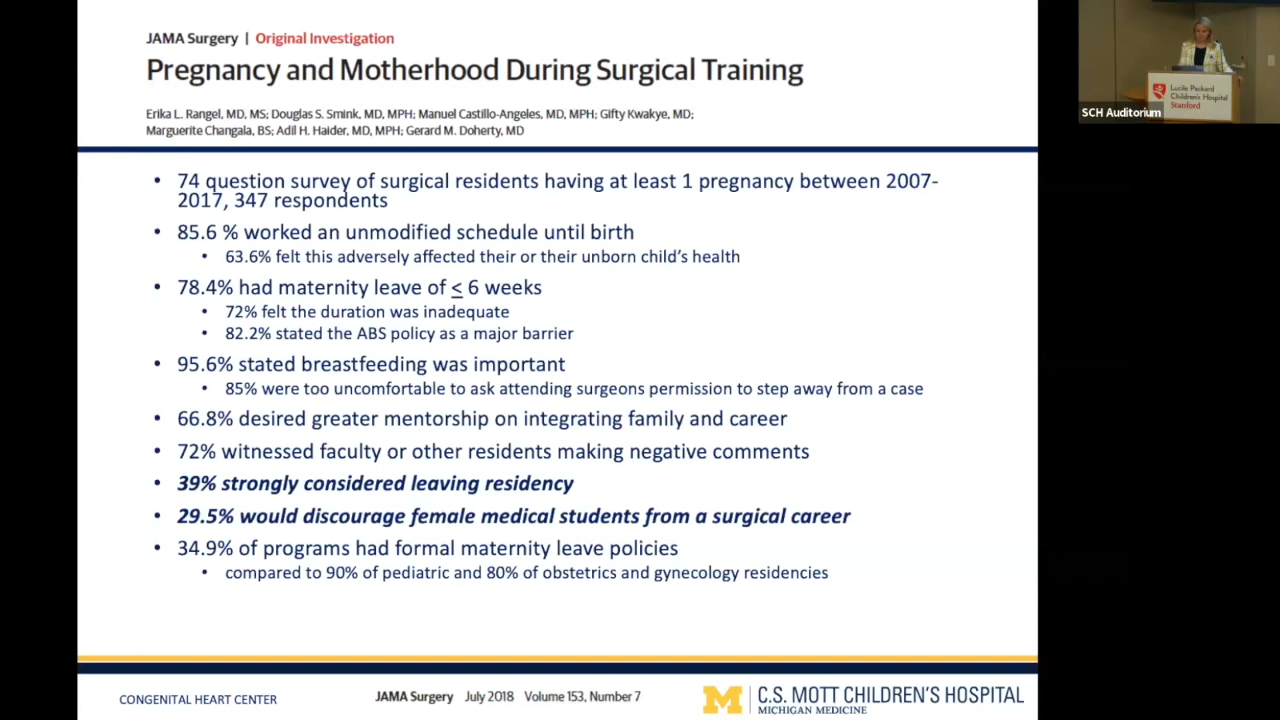 JAMA Surgery | Original Investigation
Pregnancy and Motherhood During Surgical Training
Erika L. Rangel, MD, MS; Douglas S. Smink, MD, MPH; Manuel Castillo-Angeles, MD, MPH; Gifty Kwakye, MD;
Marguerite Changala, BS; Adil H. Haider, MD, MPH; Gerard M. Doherty, MD
• 74 question survey of surgical residents having at least 1 pregnancy between 2007-
2017, 347 respondents
• 85.6 % worked an unmodified schedule until birth
• 63.6% felt this adversely affected their or their unborn child's health
• 78.4% had maternity leave of < 6 weeks
• 72% felt the duration was inadequate
• 82.2% stated the ABS policy as a major barrier
• 95.6% stated breastfeeding was important
• 85% were too uncomfortable to ask attending surgeons permission to step away from a case
• 66.8% desired greater mentorship on integrating family and career
• 72% witnessed faculty or other residents making negative comments
• 39% strongly considered leaving residency
• 29.5% would discourage female medical students from a surgical career
• 34.9% of programs had formal maternity leave policies
• compared to 90% of pediatric and 80% of obstetrics and gynecology residencies
CONGENITAL HEART CENTER
JAMA Surgery July 2018 Volume 153, Number 7
M C.S. MOTT CHILDREN'S HOSPITAL
MICHIGAN MEDICINE
Lucile Packard
Children's Hospital
Stanford
SCH Auditorium